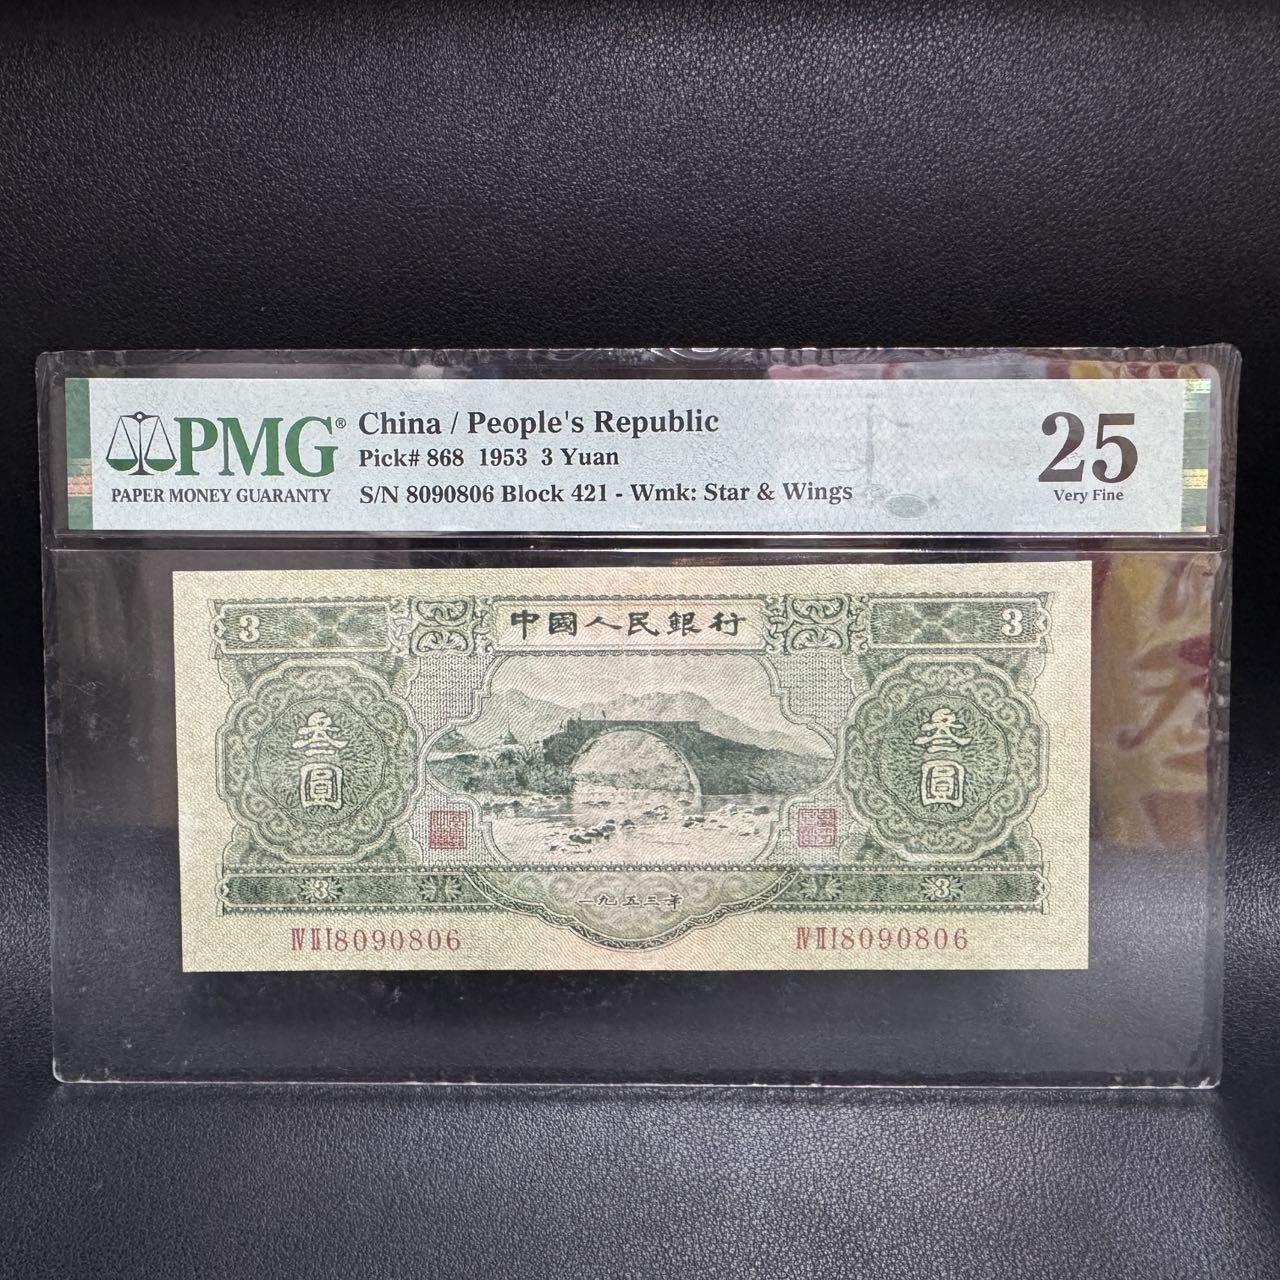 PMG®
PAPER MONEY GUARANTY
China / People's Republic
Pick# 868 1953 3 Yuan
S/N 8090806 Block 421 - Wmk: Star & Wings
25
Very Fine
3
中國人民銀行
3
叁圓
叁圓
3
一九五三年
3
IV II I 8090806
IV II I 8090806